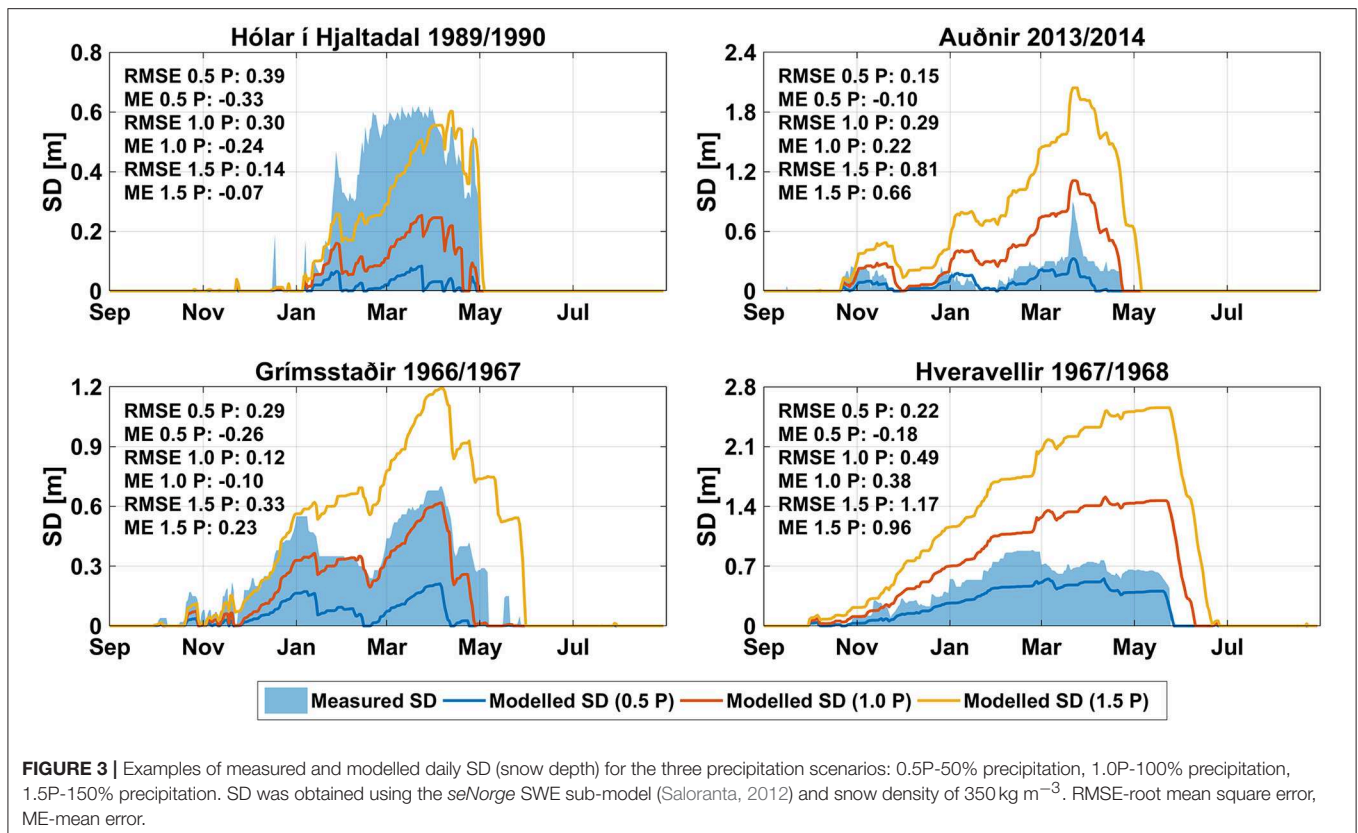 Hólar í Hjaltadal 1989/1990
RMSE 0.5 P: 0.39
ME 0.5 P: -0.33
RMSE 1.0 P: 0.30
ME 1.0 P: -0.24
RMSE 1.5 P: 0.14
ME 1.5 P: -0.07
SD [m]
0.8
0.6
0.4
0.2
0
Sep Nov Jan Mar May Jul
Auðnir 2013/2014
RMSE 0.5 P: 0.15
ME 0.5 P: -0.10
RMSE 1.0 P: 0.29
ME 1.0 P: 0.22
RMSE 1.5 P: 0.81
ME 1.5 P: 0.66
SD [m]
2.4
1.8
1.2
0.6
0
Sep Nov Jan Mar May Jul
Grímsstaðir 1966/1967
RMSE 0.5 P: 0.29
ME 0.5 P: -0.26
RMSE 1.0 P: 0.12
ME 1.0 P: -0.10
RMSE 1.5 P: 0.33
ME 1.5 P: 0.23
SD [m]
1.2
0.9
0.6
0.3
0
Sep Nov Jan Mar May Jul
Hveravellir 1967/1968
RMSE 0.5 P: 0.22
ME 0.5 P: -0.18
RMSE 1.0 P: 0.49
ME 1.0 P: 0.38
RMSE 1.5 P: 1.17
ME 1.5 P: 0.96
SD [m]
2.8
2.1
1.4
0.7
0
Sep Nov Jan Mar May Jul
Measured SD Modelled SD (0.5 P) Modelled SD (1.0 P) Modelled SD (1.5 P)
FIGURE 3 | Examples of measured and modelled daily SD (snow depth) for the three precipitation scenarios: 0.5P-50% precipitation, 1.0P-100% precipitation,
1.5P-150% precipitation. SD was obtained using the seNorge SWE sub-model (Saloranta, 2012) and snow density of 350 kg m⁻³. RMSE-root mean square error,
ME-mean error.